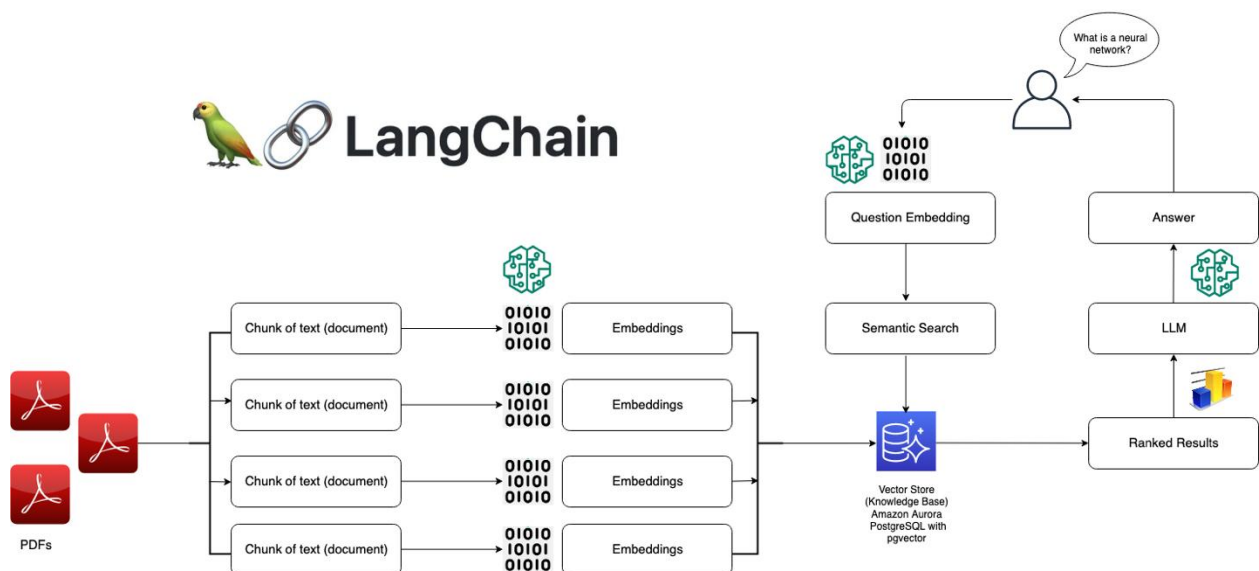 What is a neural
network?
LangChain
01010
10101
01010
Question Embedding
Answer
Chunk of text (document)
01010
10101
01010
Embeddings
Semantic Search
LLM
Chunk of text (document)
01010
10101
01010
Embeddings
Ranked Results
Chunk of text (document)
01010
10101
01010
Embeddings
Vector Store
(Knowledge Base)
Amazon Aurora
PostgreSQL with
pgvector
Chunk of text (document)
01010
10101
01010
Embeddings
PDFs